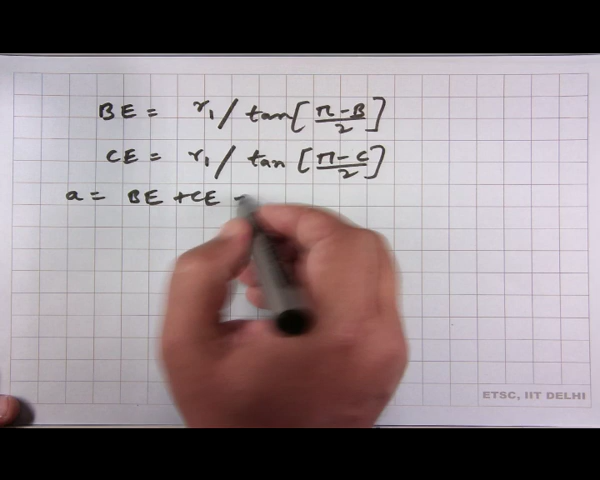 BE = r₁ / tan[(π-B)/2]
CE = r₁ / tan[(π-C)/2]
a = BE + CE =
ETSC, IIT DELHI